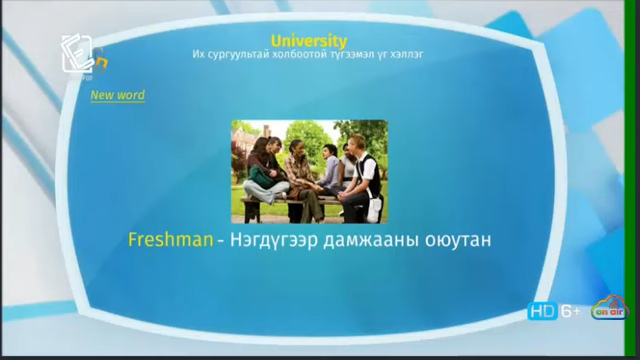 University
Их сургуультай холбоотой түгээмэл үг хэллэг
New word
Freshman - Нэгдүгээр дамжааны оюутан
HD 6+
on air